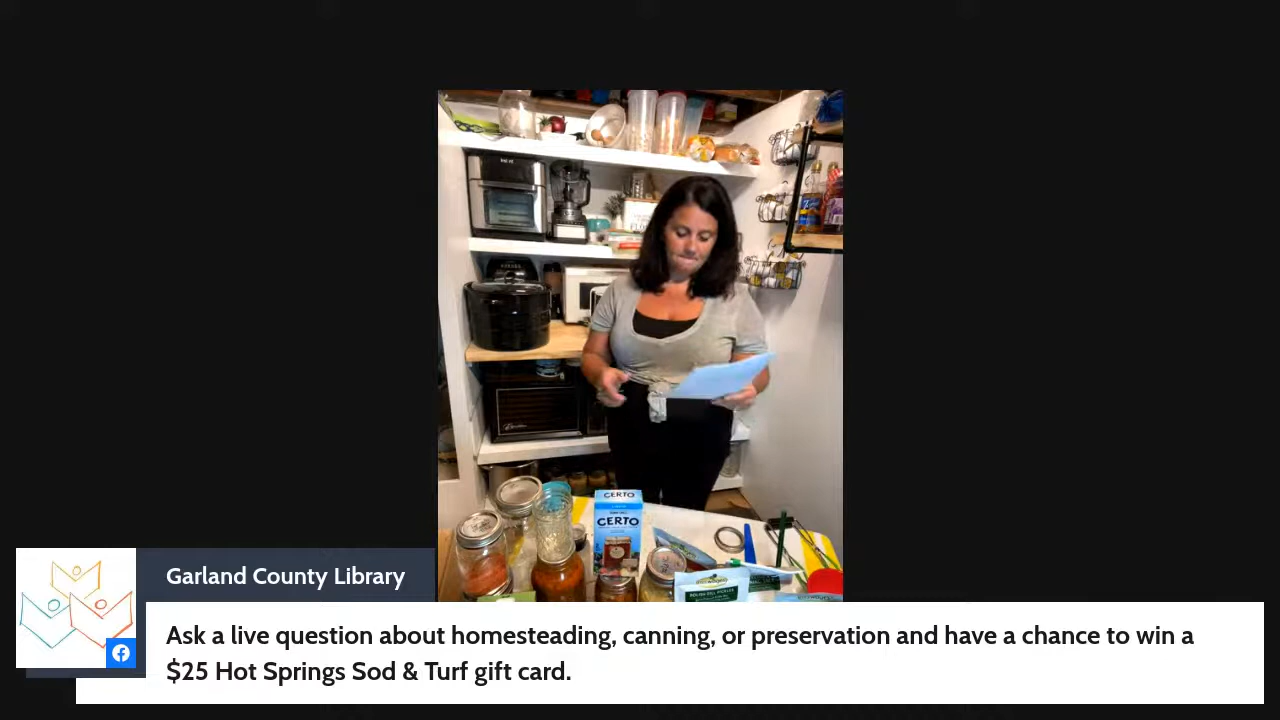 CERTO
CERTO
Garland County Library
Ask a live question about homesteading, canning, or preservation and have a chance to win a
$25 Hot Springs Sod & Turf gift card.